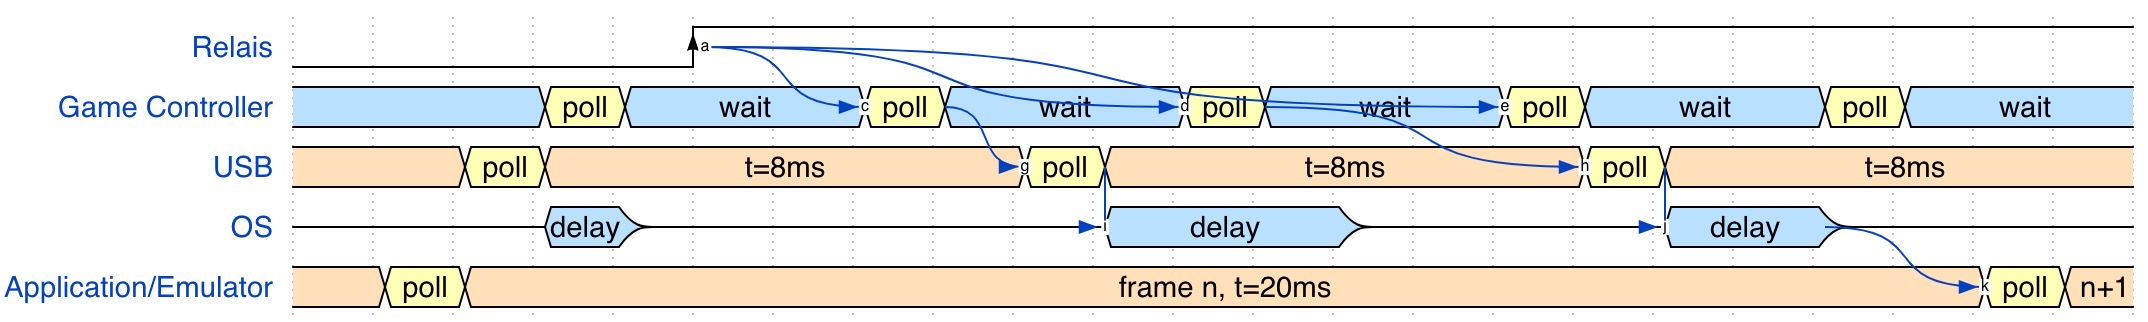 Relais a
Game Controller poll wait c poll wait d poll wait e poll wait poll wait
USB poll t=8ms g poll t=8ms h poll t=8ms
OS delay i delay j delay
Application/Emulator poll frame n, t=20ms k poll n+1